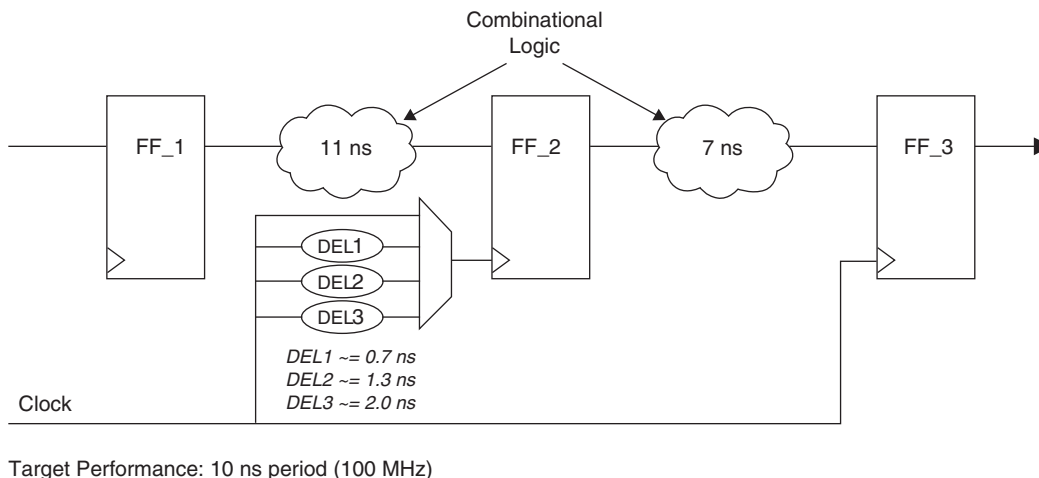 Combinational
Logic
FF_1
11 ns
FF_2
7 ns
FF_3
DEL1
DEL2
DEL3
DEL1 ~= 0.7 ns
DEL2 ~= 1.3 ns
DEL3 ~= 2.0 ns
Clock
Target Performance: 10 ns period (100 MHz)